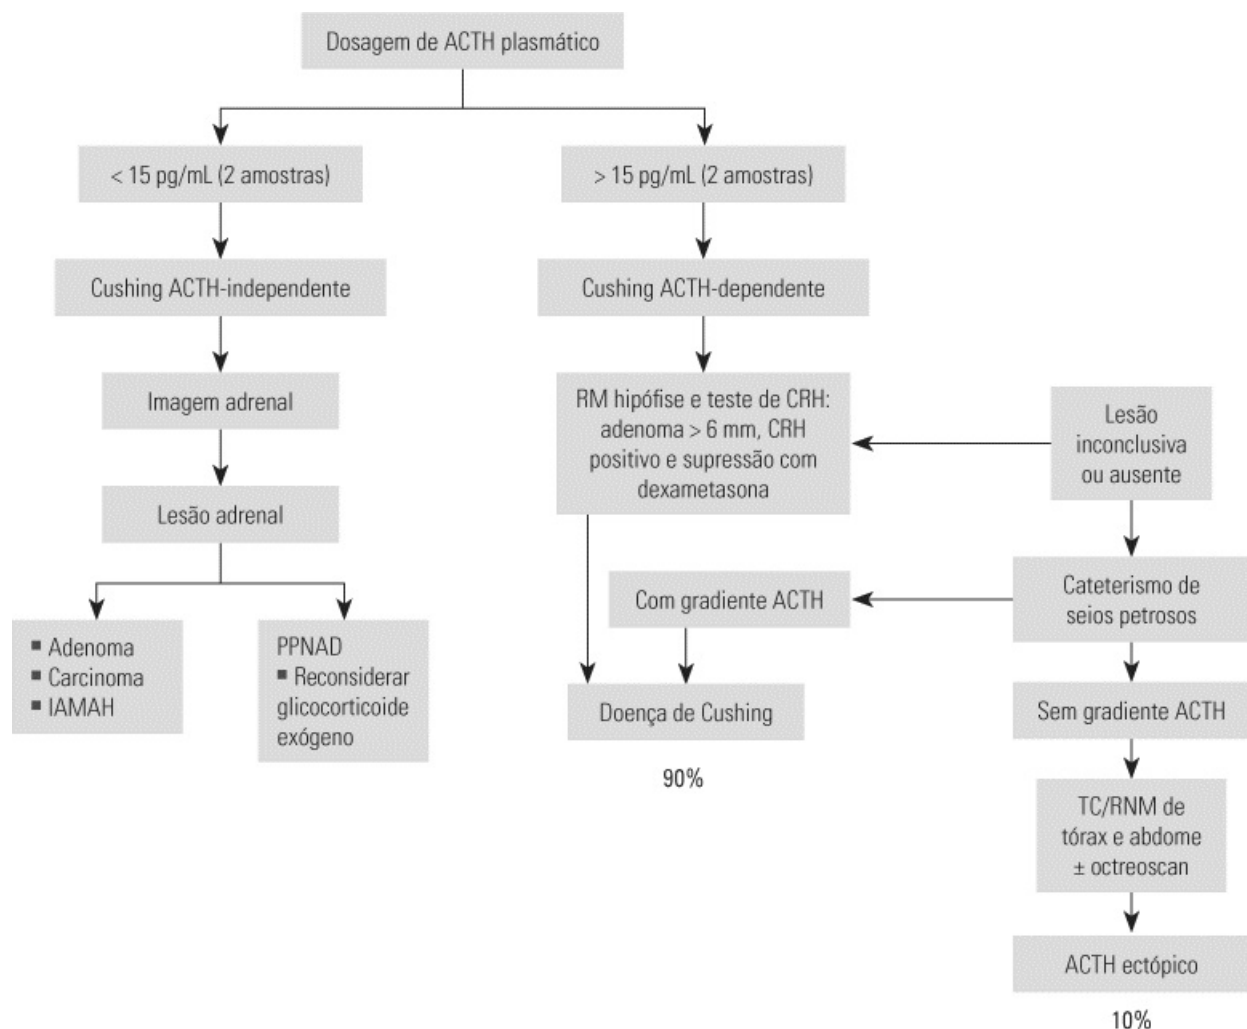 Dosagem de ACTH plasmático
< 15 pg/mL (2 amostras)
> 15 pg/mL (2 amostras)
Cushing ACTH-independente
Cushing ACTH-dependente
Imagem adrenal
RM hipófise e teste de CRH:
adenoma > 6 mm, CRH
positivo e supressão com
dexametasona
Lesão
inconclusiva
ou ausente
Lesão adrenal
Com gradiente ACTH
Cateterismo de
seios petrosos
▪ Adenoma
▪ Carcinoma
▪ IAMAH
PPNAD
▪ Reconsiderar
glicocorticoide
exógeno
Doença de Cushing
90%
Sem gradiente ACTH
TC/RNM de
tórax e abdome
± octreoscan
ACTH ectópico
10%